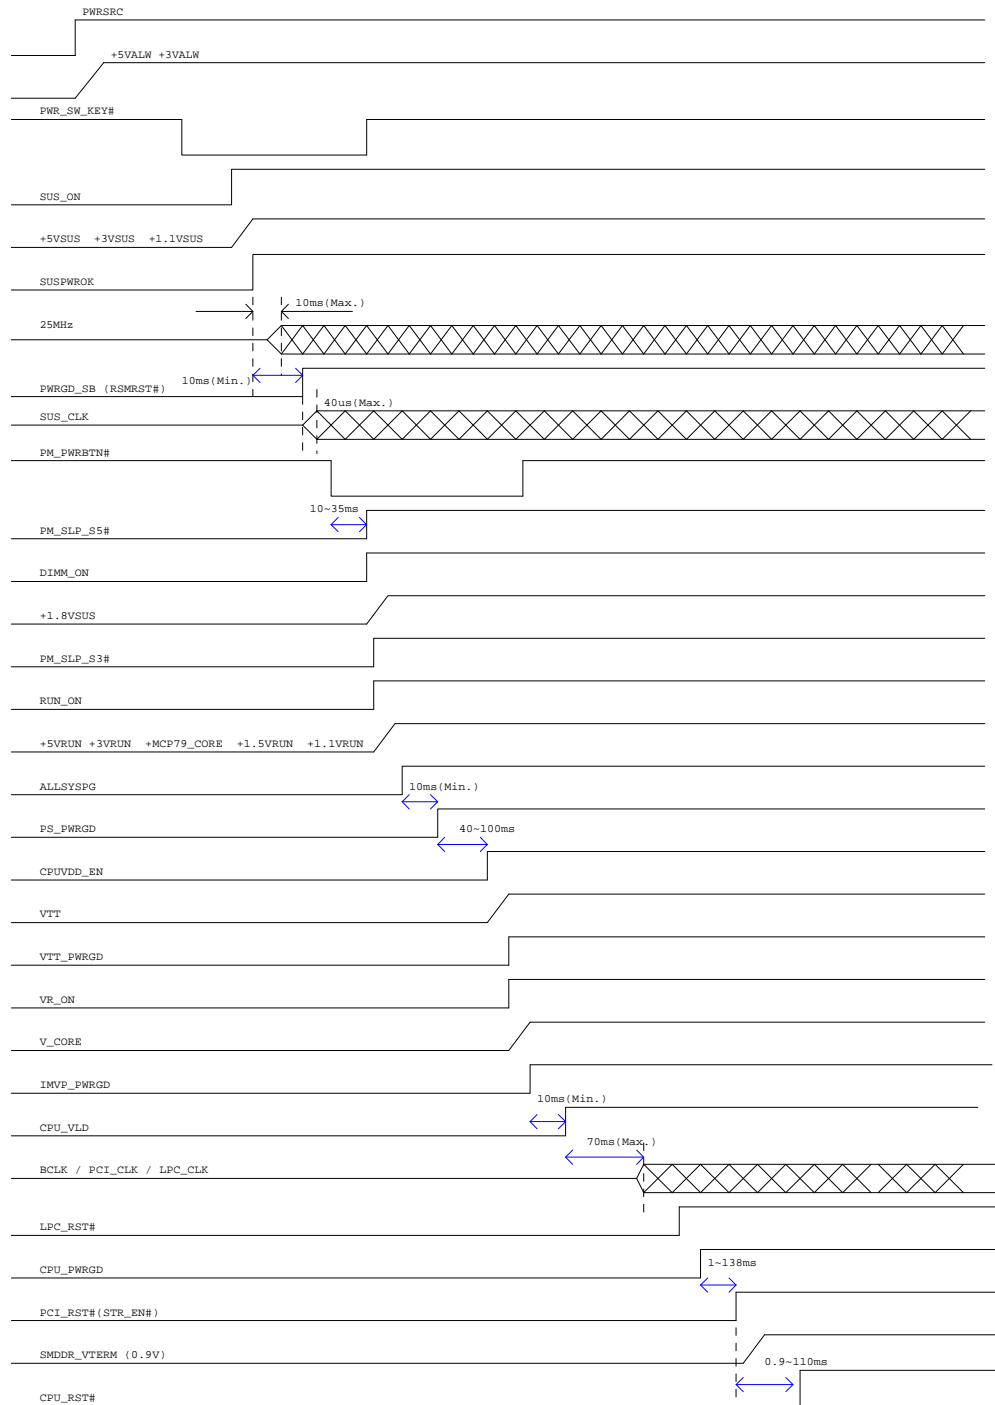 PWRSRC
+5VALW +3VALW
PWR_SW_KEY#
SUS_ON
+5VSUS +3VSUS +1.1VSUS
SUSPWROK
10ms(Max.)
25MHz
10ms(Min.)
PWRGD_SB (RSMRST#)
40us(Max.)
SUS_CLK
PM_PWRBTN#
10~35ms
PM_SLP_S5#
DIMM_ON
+1.8VSUS
PM_SLP_S3#
RUN_ON
+5VRUN +3VRUN +MCP79_CORE +1.5VRUN +1.1VRUN
ALLSYSPG
10ms(Min.)
PS_PWRGD
40~100ms
CPUVDD_EN
VTT
VTT_PWRGD
VR_ON
V_CORE
IMVP_PWRGD
10ms(Min.)
CPU_VLD
70ms(Max.)
BCLK / PCI_CLK / LPC_CLK
LPC_RST#
CPU_PWRGD
1~138ms
PCI_RST#(STR_EN#)
SMDDR_VTERM (0.9V)
0.9~110ms
CPU_RST#